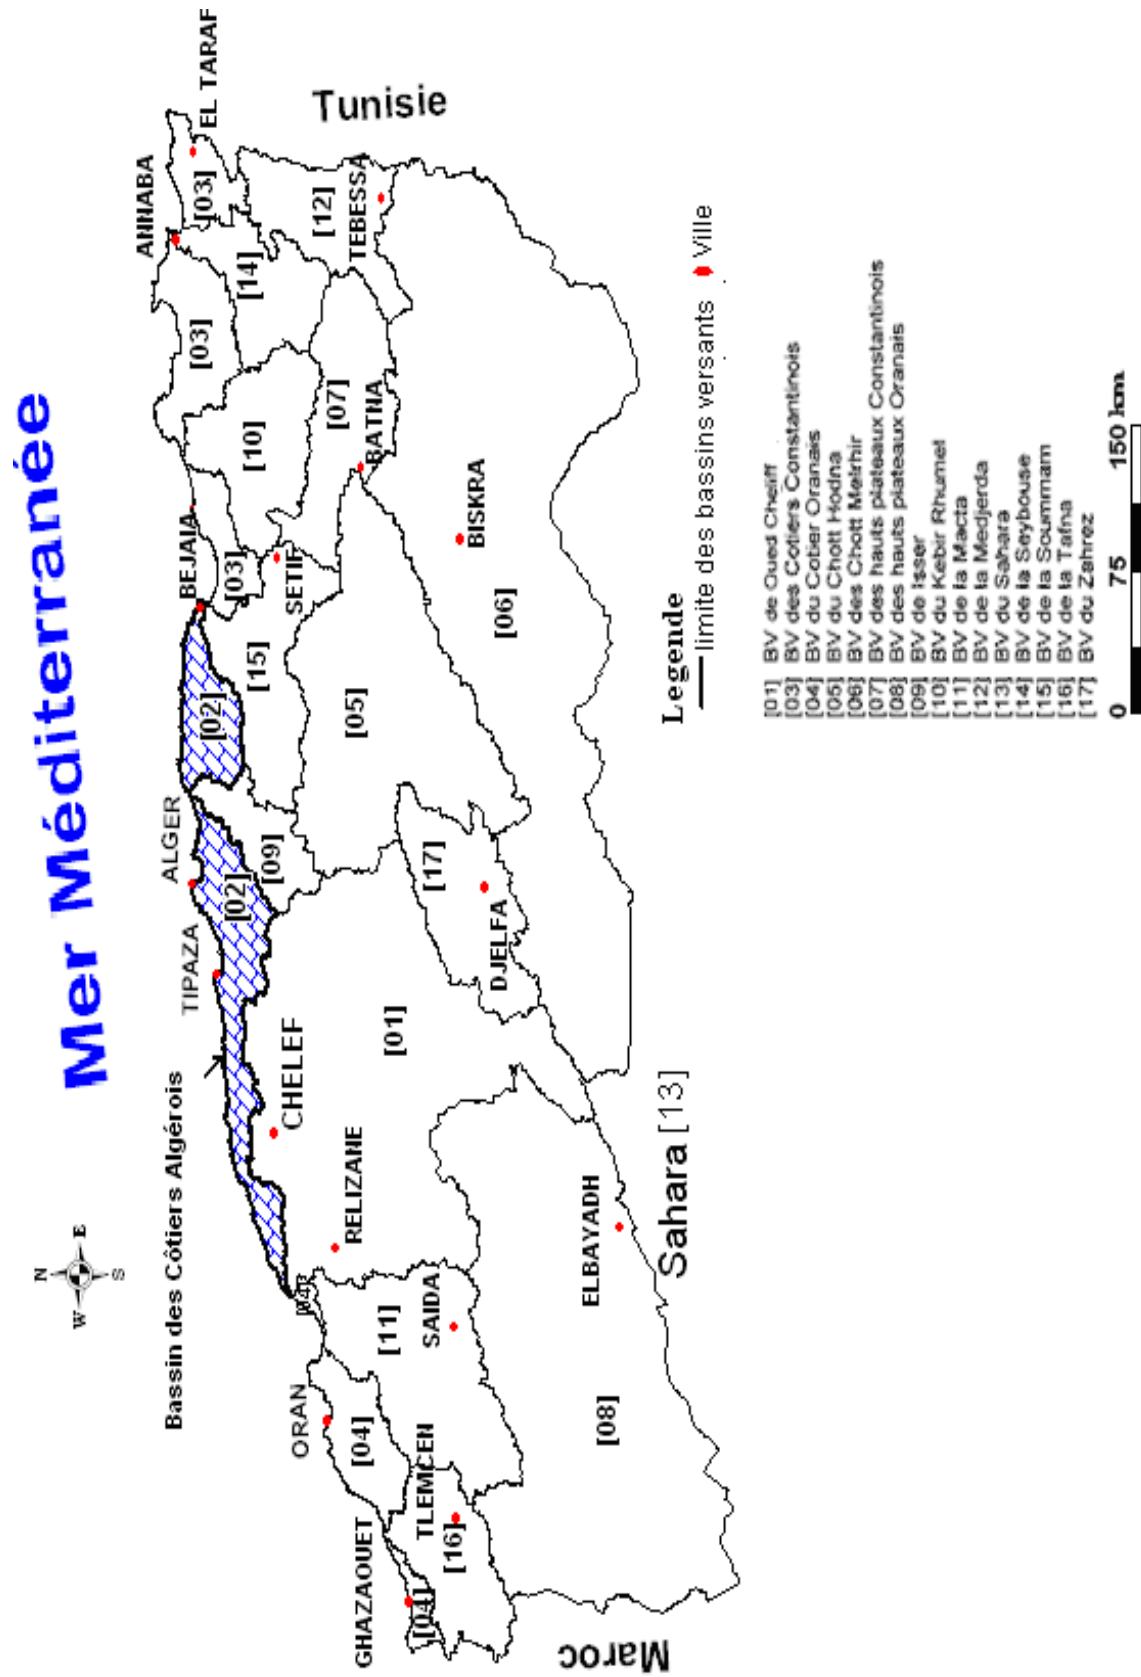 Mer Méditerranée
N
W
E
S
Bassin des Côtiers Algérois
TIPAZA
ALGER
BEJAIA
ANNABA
EL TARAF
[02]
[02]
[03]
[03]
[03]
Tunisie
CHELEF
[09]
[15]
SETIF
[10]
[14]
[12]
ORAN
[04]
RELIZANE
[01]
[05]
[07]
BATNA
TEBESSA
GHAZAOUET
[04]
[04]
TLEMCEN
[16]
[11]
SAIDA
[17]
DJELFA
[06]
BISKRA
Maroc
[08]
ELBAYADH
Sahara [13]
Legende
limite des bassins versants
Ville
[01] BV de Oued Cheliff
[03] BV des Cotiers Constantinois
[04] BV du Cotier Oranais
[05] BV du Chott Hodna
[06] BV des Chott Melrhir
[07] BV des hauts plateaux Constantinois
[08] BV des hauts plateaux Oranais
[09] BV de Isser
[10] BV du Kebir Rhumel
[11] BV de la Macta
[12] BV de la Medjerda
[13] BV du Sahara
[14] BV de la Seybouse
[15] BV de la Soummam
[16] BV de la Tafna
[17] BV du Zahrez
0 75 150 km